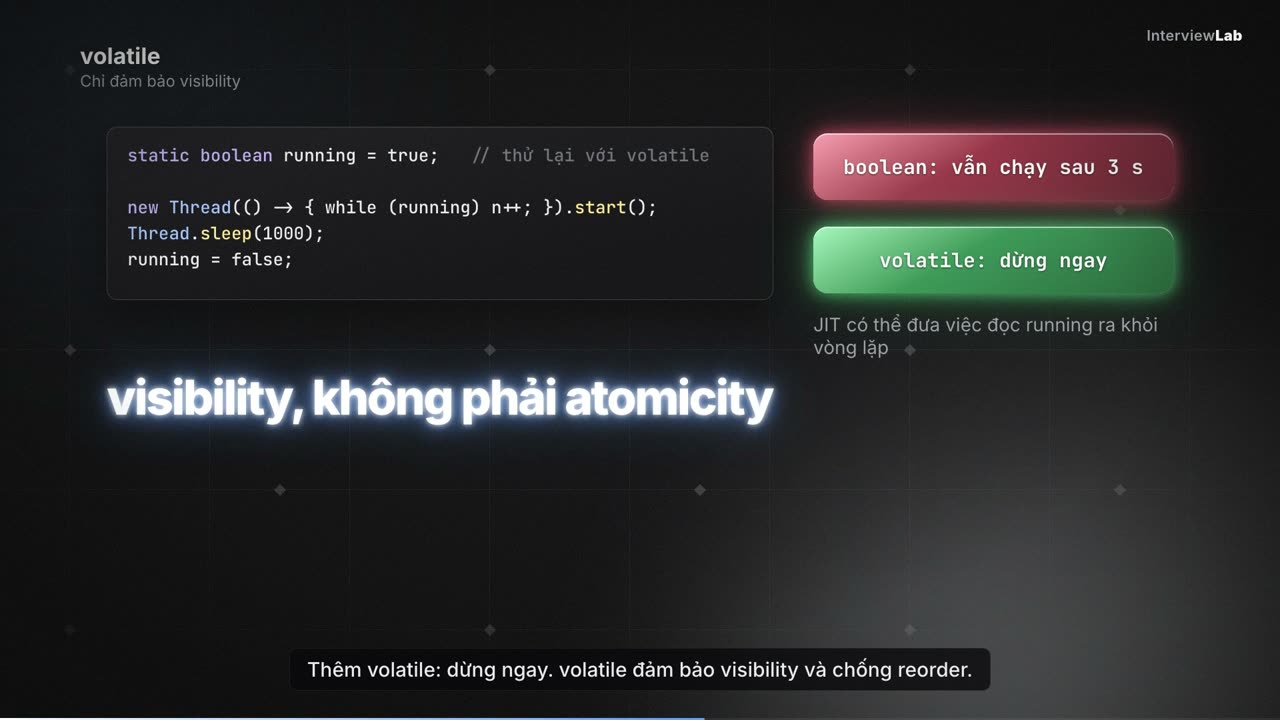 volatile
Chỉ đảm bảo visibility
InterviewLab
static boolean running = true;   // thử lại với volatile
new Thread(() -> { while (running) n++; }).start();
Thread.sleep(1000);
running = false;
boolean: vẫn chạy sau 3 s
volatile: dừng ngay
JIT có thể đưa việc đọc running ra khỏi
vòng lặp
visibility, không phải atomicity
Thêm volatile: dừng ngay. volatile đảm bảo visibility và chống reorder.